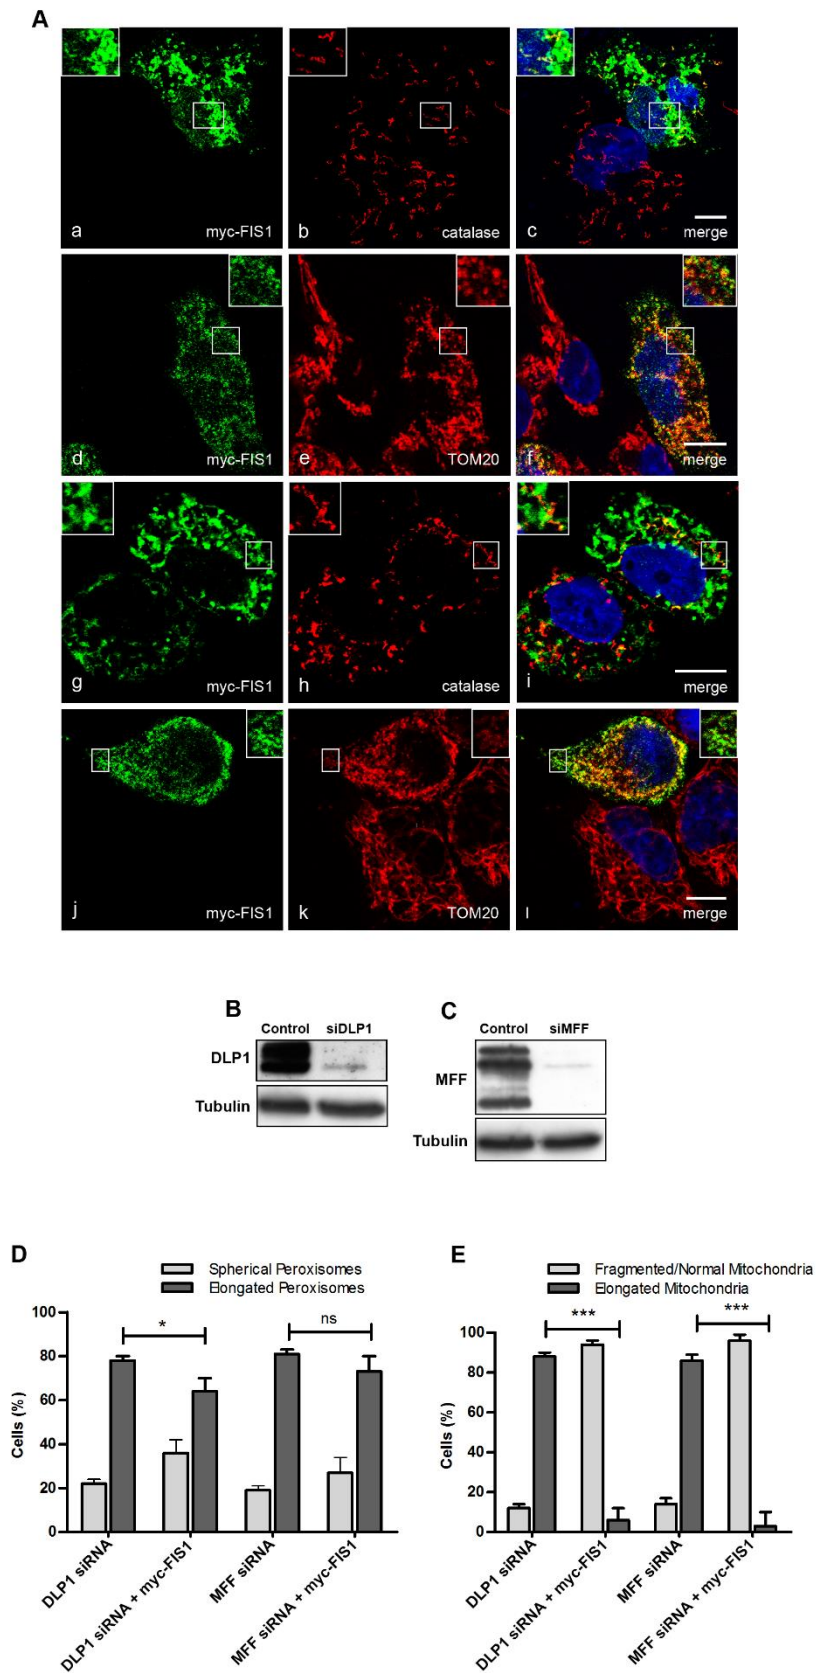 A
a myc-FIS1
b catalase
c merge
d myc-FIS1
e TOM20
f merge
g myc-FIS1
h catalase
i merge
j myc-FIS1
k TOM20
l merge
B
Control siDLP1
DLP1
Tubulin
C
Control siMFF
MFF
Tubulin
D
Spherical Peroxisomes
Elongated Peroxisomes
Cells (%)
100
80
60
40
20
0
*
ns
DLP1 siRNA
DLP1 siRNA + myc-FIS1
MFF siRNA
MFF siRNA + myc-FIS1
E
Fragmented/Normal Mitochondria
Elongated Mitochondria
Cells (%)
100
80
60
40
20
0
***
***
DLP1 siRNA
DLP1 siRNA + myc-FIS1
MFF siRNA
MFF siRNA + myc-FIS1